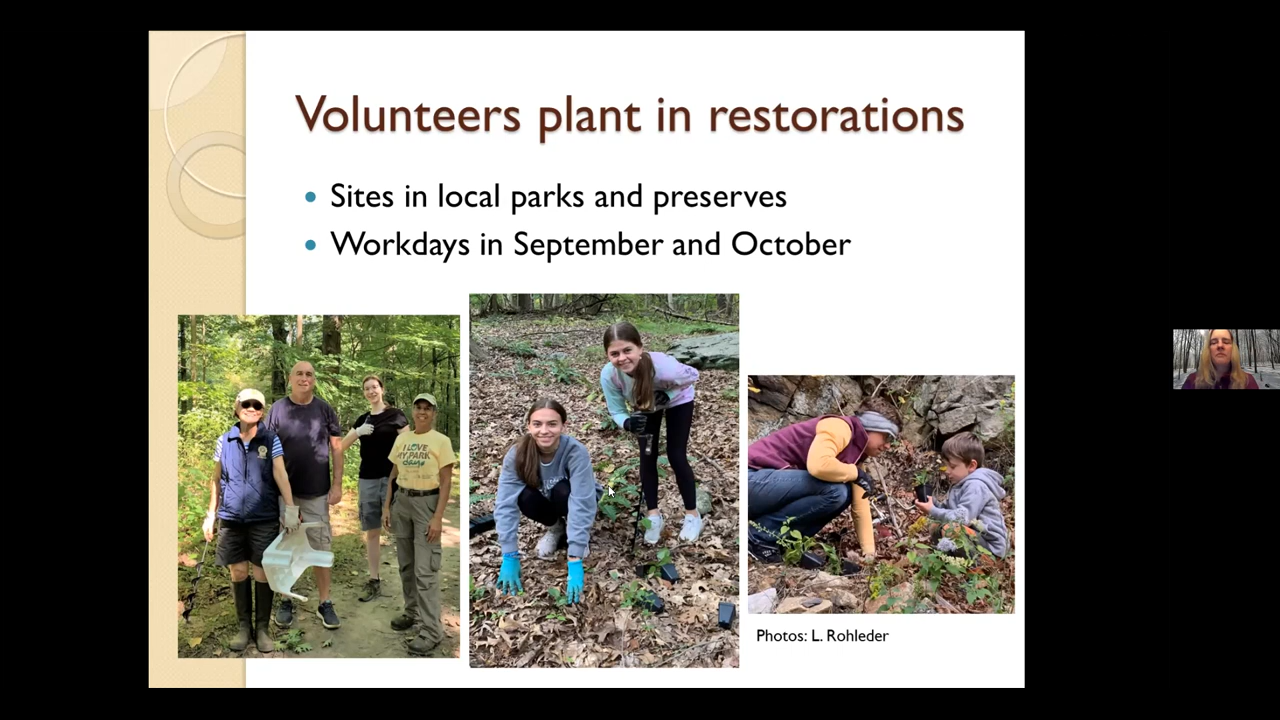 Volunteers plant in restorations
Sites in local parks and preserves
Workdays in September and October
I LOVE
MY PARK
day
Photos: L. Rohleder